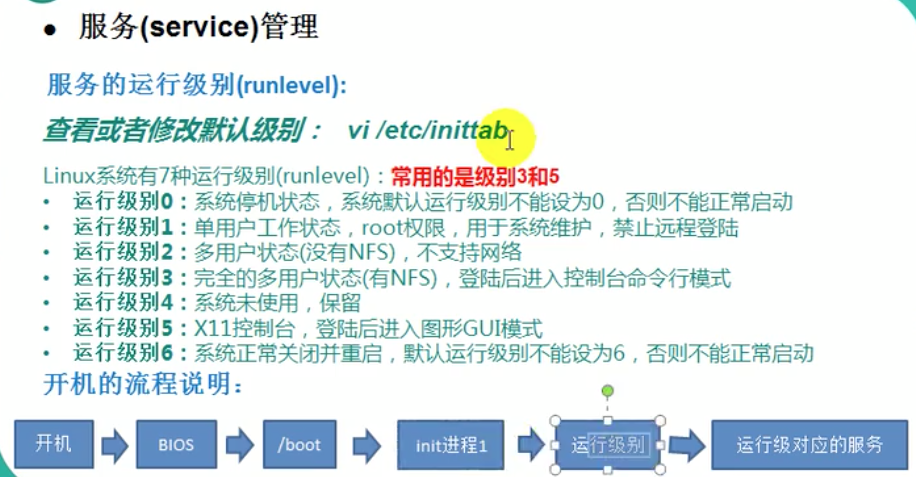 ● 服务(service)管理
服务的运行级别(runlevel):
查看或者修改默认级别： vi /etc/inittab
Linux系统有7种运行级别(runlevel)：常用的是级别3和5
• 运行级别0：系统停机状态，系统默认运行级别不能设为0，否则不能正常启动
• 运行级别1：单用户工作状态，root权限，用于系统维护，禁止远程登陆
• 运行级别2：多用户状态(没有NFS)，不支持网络
• 运行级别3：完全的多用户状态(有NFS)，登陆后进入控制台命令行模式
• 运行级别4：系统未使用，保留
• 运行级别5：X11控制台，登陆后进入图形GUI模式
• 运行级别6：系统正常关闭并重启，默认运行级别不能设为6，否则不能正常启动
开机的流程说明：
开机 BIOS /boot init进程1 运行级别 运行级对应的服务